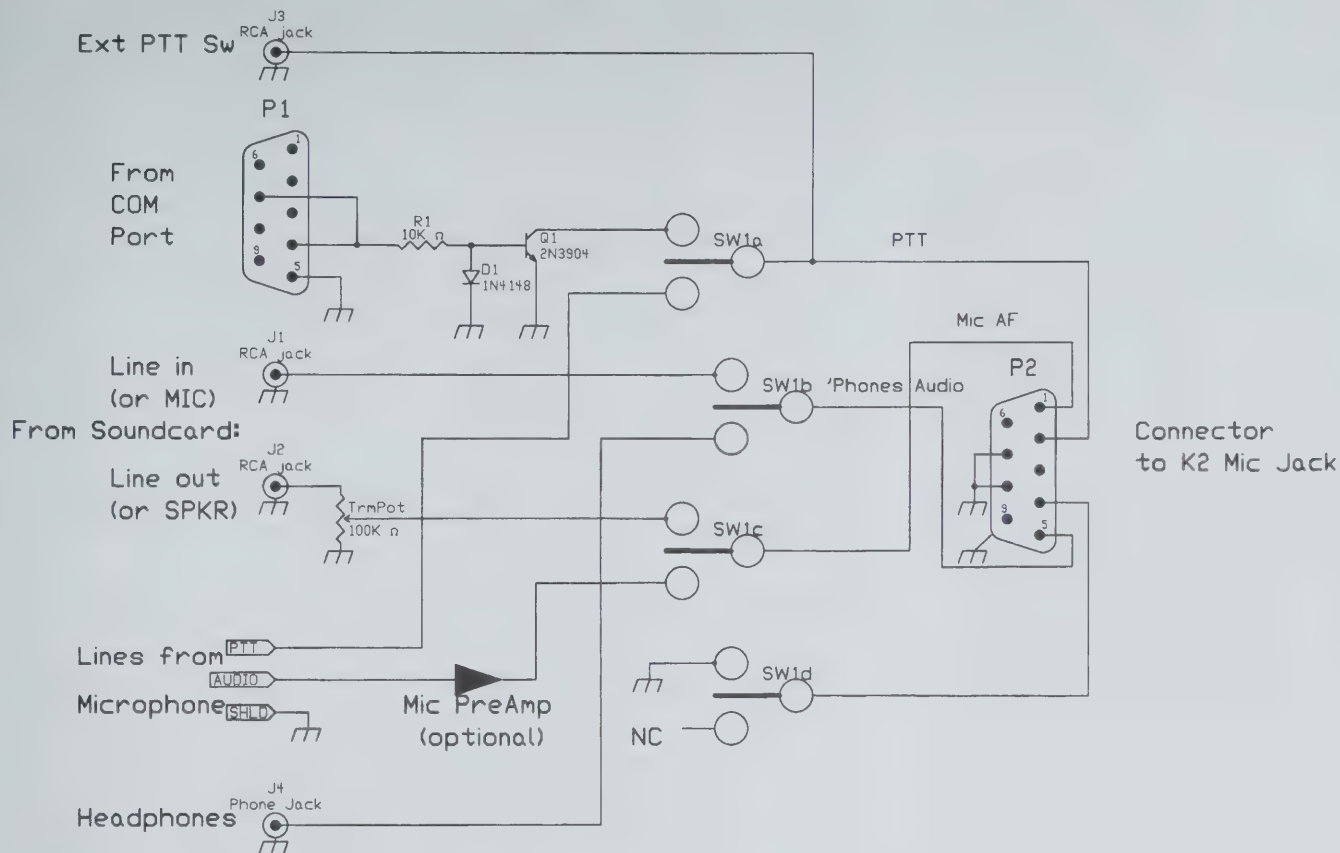 J3
RCA jack
Ext PTT Sw
P1
1
6
9
5
From
COM
Port
R1
10K Ω
D1
1N4148
Q1
2N3904
SW1a
PTT
J1
RCA jack
Line in
(or MIC)
SW1b
'Phones Audio
Mic AF
P2
1
6
9
5
Connector
to K2 Mic Jack
From Soundcard:
J2
RCA jack
Line out
(or SPKR)
TrmPot
100K Ω
SW1c
Lines from
Microphone
PTT
AUDIO
SHLD
Mic PreAmp
(optional)
SW1d
NC
J4
Phone Jack
Headphones